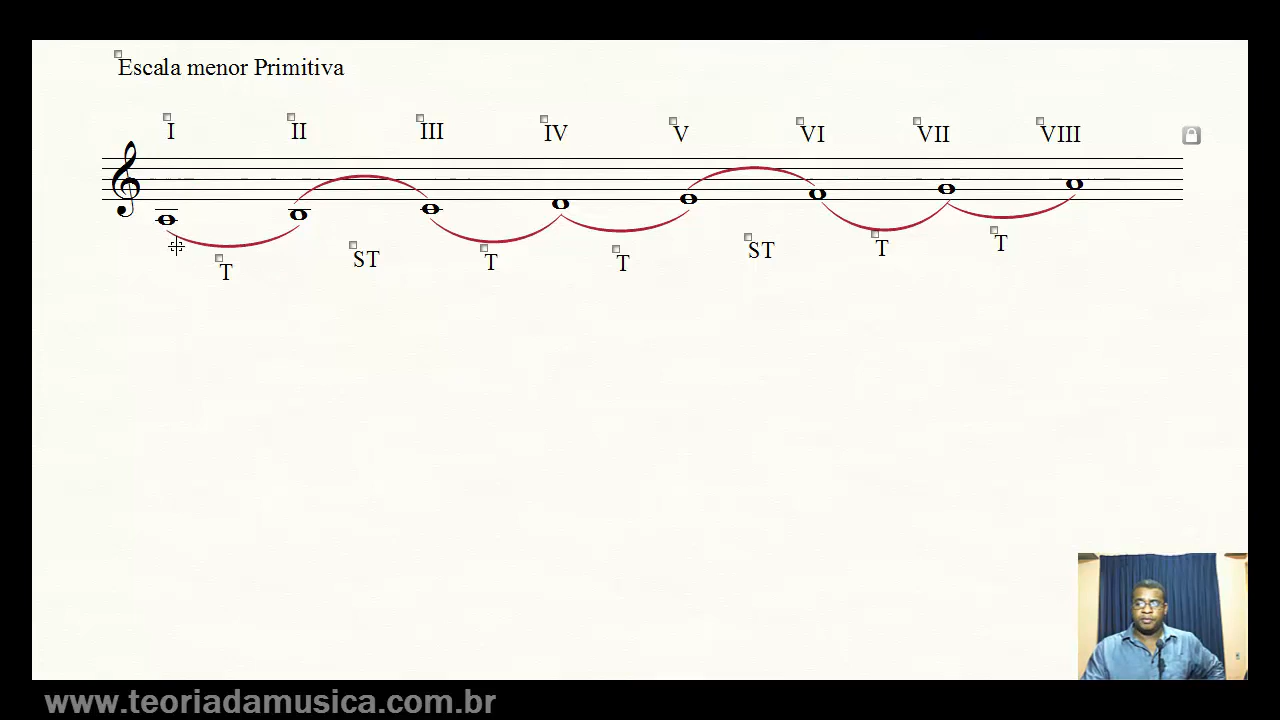 Escala menor Primitiva
I II III IV V VI VII VIII
T ST T T ST T T
www.teoriadamusica.com.br